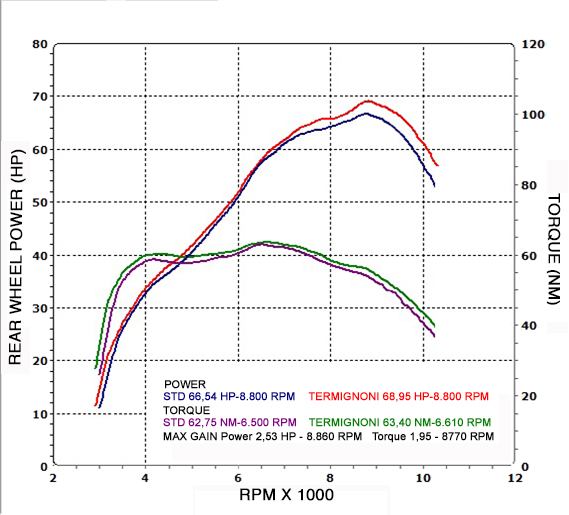 80
70
60
50
40
30
20
10
0
REAR WHEEL POWER (HP)
120
100
80
60
40
20
0
TORQUE (NM)
POWER
STD 66,54 HP-8.800 RPM TERMIGNONI 68,95 HP-8.800 RPM
TORQUE
STD 62,75 NM-6.500 RPM TERMIGNONI 63,40 NM-6.610 RPM
MAX GAIN Power 2,53 HP - 8.860 RPM Torque 1,95 - 8770 RPM
2 4 6 8 10 12
RPM X 1000